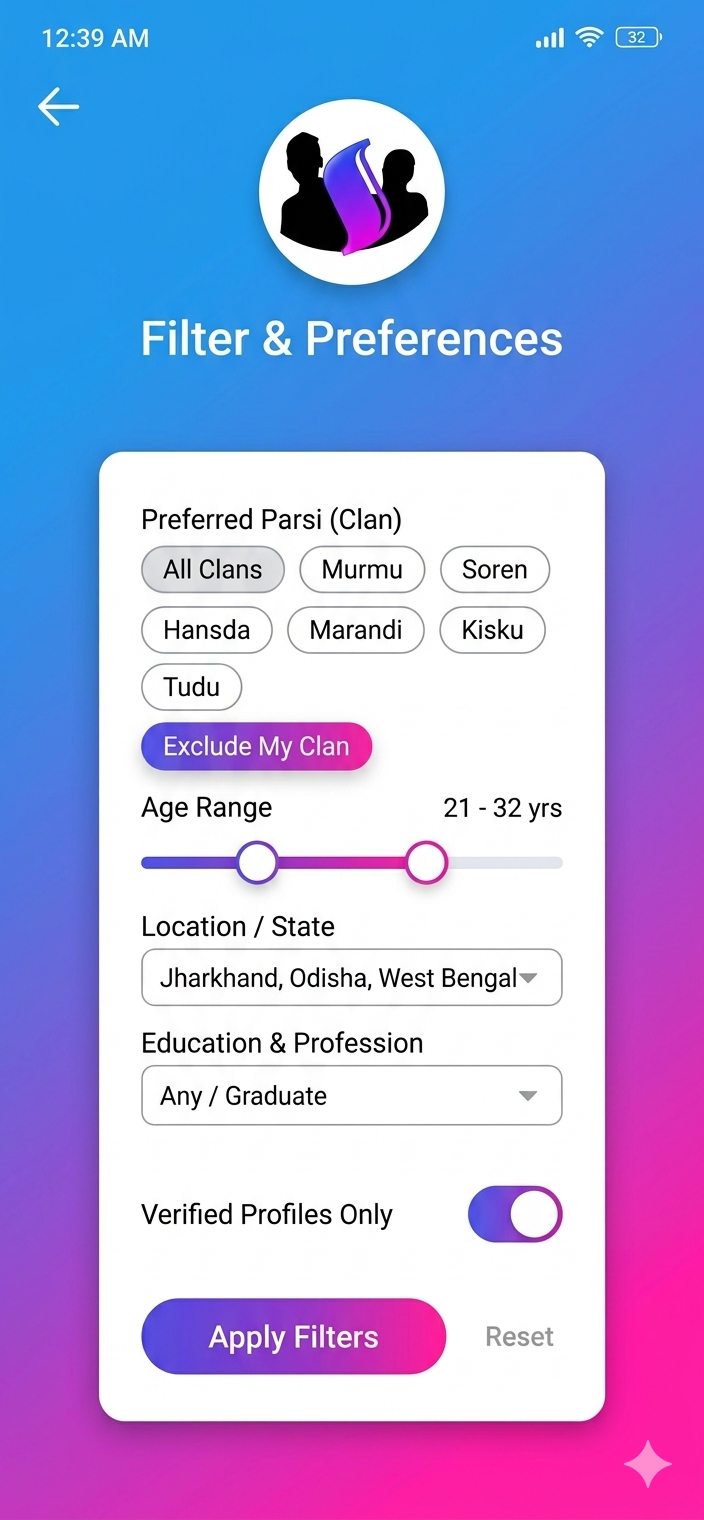 12:39 AM 32
Filter & Preferences
Preferred Parsi (Clan)
All Clans Murmu Soren
Hansda Marandi Kisku
Tudu
Exclude My Clan
Age Range 21 - 32 yrs
Location / State
Jharkhand, Odisha, West Bengal
Education & Profession
Any / Graduate
Verified Profiles Only
Apply Filters Reset